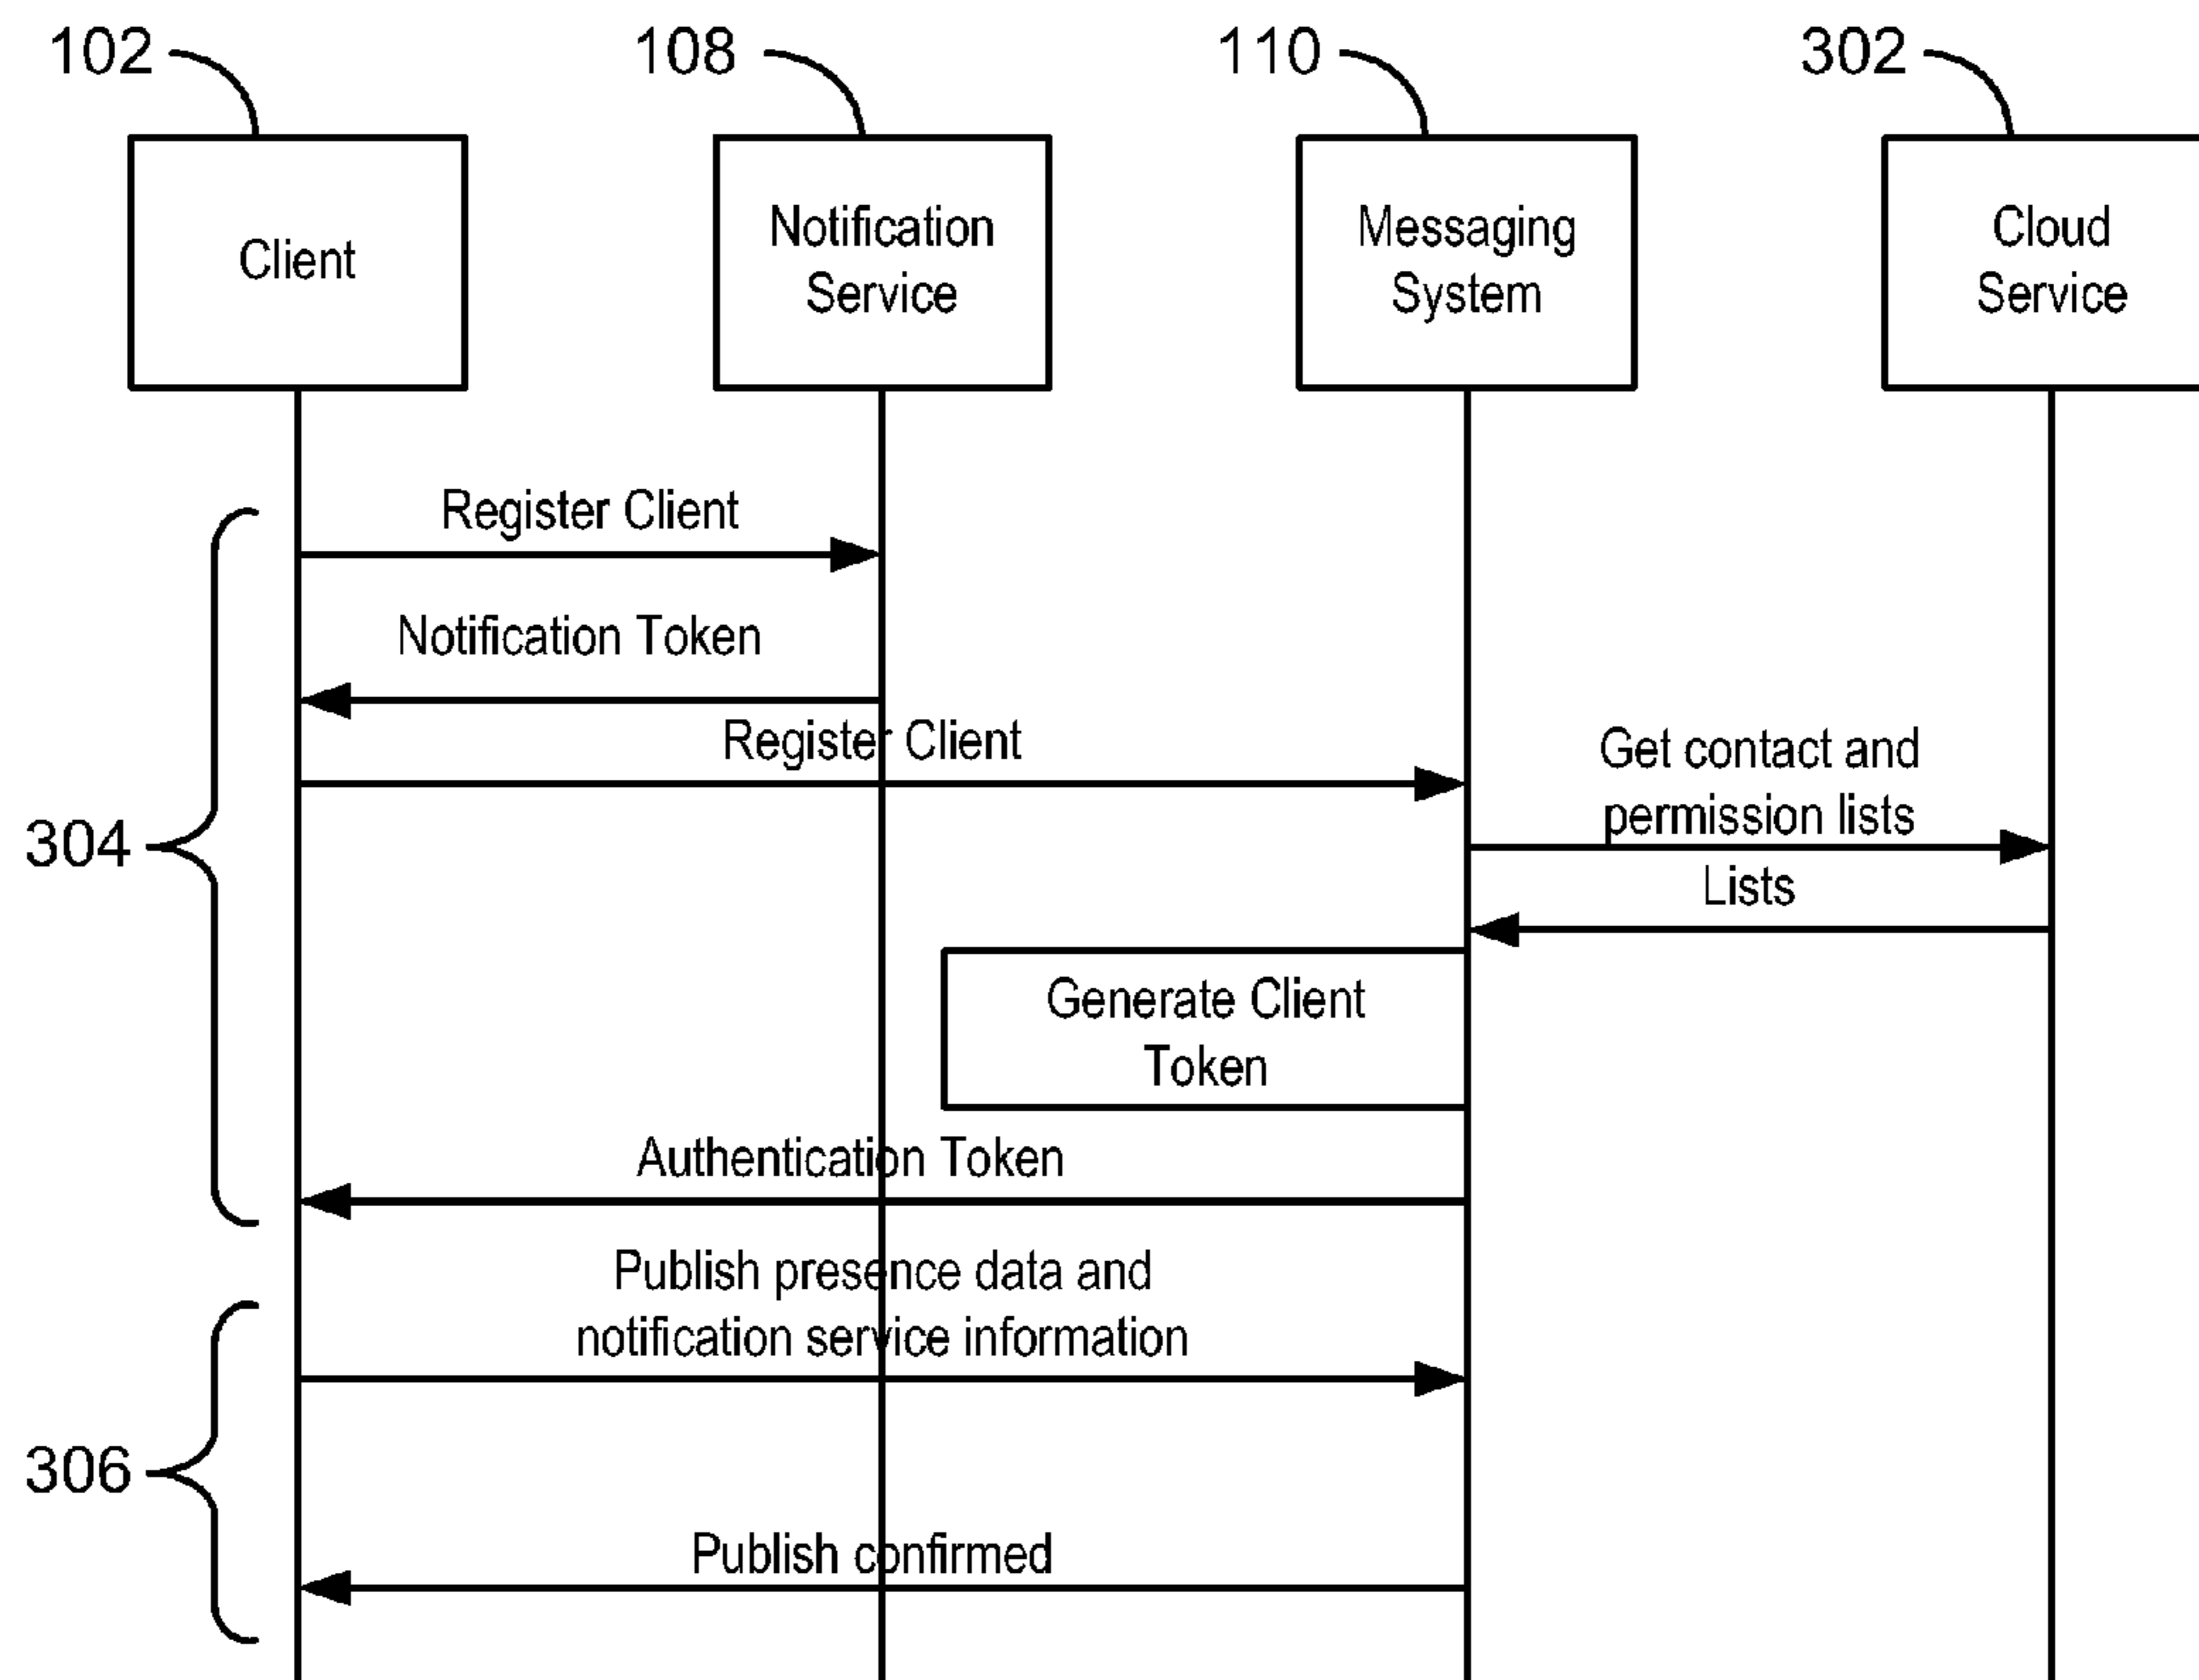 102
108
110
302
Client
Notification
Service
Messaging
System
Cloud
Service
Register Client
Notification Token
Register Client
Get contact and
permission lists
304
Lists
Generate Client
Token
Authentication Token
Publish presence data and
notification service information
306
Publish confirmed